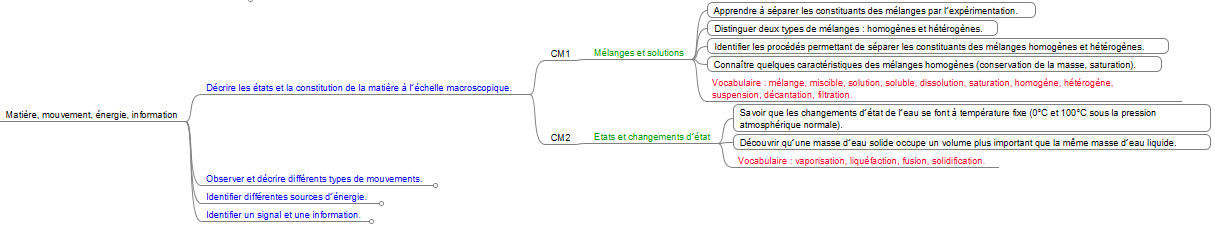 Apprendre à séparer les constituants des mélanges par l'expérimentation.
Distinguer deux types de mélanges : homogènes et hétérogènes.
CM1
Mélanges et solutions
Identifier les procédés permettant de séparer les constituants des mélanges homogènes et hétérogènes.
Connaître quelques caractéristiques des mélanges homogènes (conservation de la masse, saturation).
Vocabulaire : mélange, miscible, solution, soluble, dissolution, saturation, homogène, hétérogéne,
suspension, décantation, filtration.
Décrire les états et la constitution de la matière à l'échelle macroscopique.
Matière, mouvement, énergie, information
Savoir que les changements d'état de l'eau se font à température fixe (0°C et 100°C sous la pression
atmosphérique normale).
CM2
Etats et changements d'état
Découvrir qu'une masse d'eau solide occupe un volume plus important que la même masse d'eau liquide.
Vocabulaire : vaporisation, liquéfaction, fusion, solidification.
Observer et décrire différents types de mouvements.
Identifier différentes sources d'énergie.
Identifier un signal et une information.